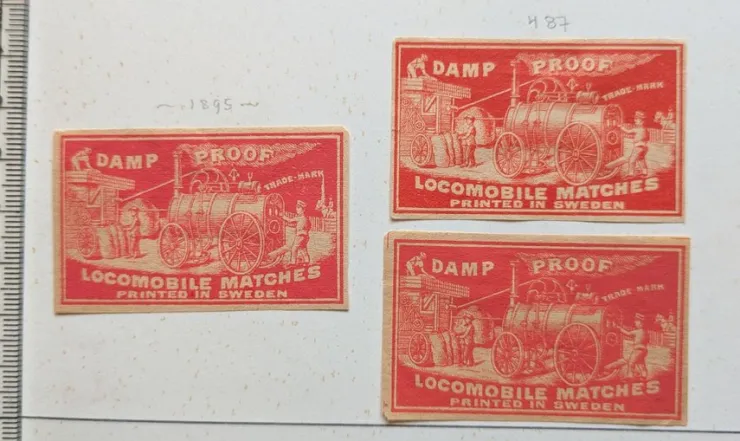 ~ 1895 ~
DAMP PROOF
TRADE-MARK
LOCOMOBILE MATCHES
PRINTED IN SWEDEN
487
DAMP PROOF
TRADE-MARK
LOCOMOBILE MATCHES
PRINTED IN SWEDEN
DAMP PROOF
TRADE-MARK
LOCOMOBILE MATCHES
PRINTED IN SWEDEN